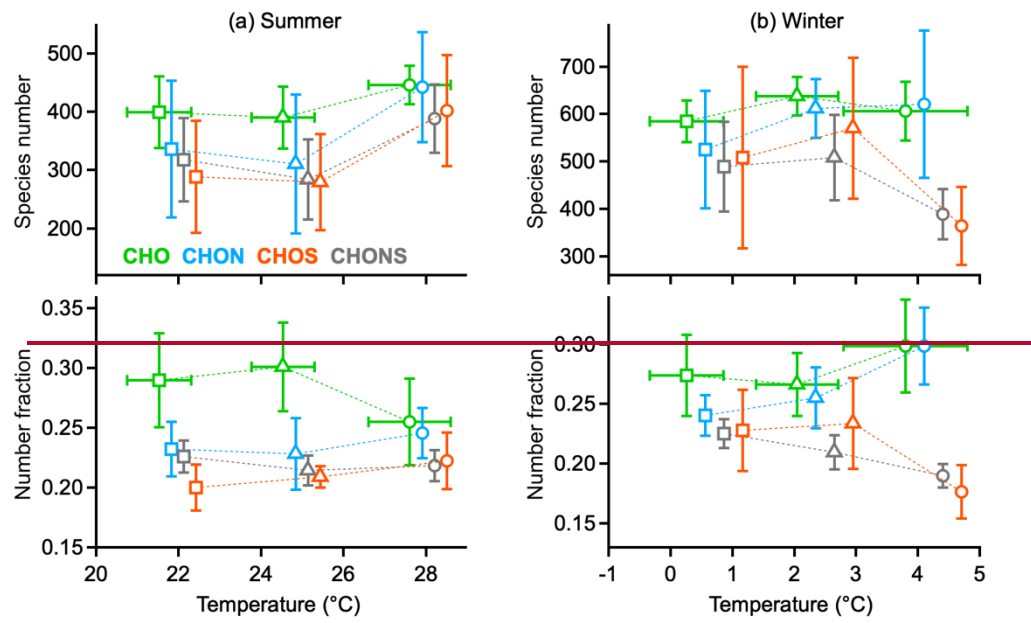 (a) Summer
(b) Winter
Species number
500
400
300
200
CHO CHON CHOS CHONS
Species number
700
600
500
400
300
Number fraction
0.35
0.30
0.25
0.20
0.15
20 22 24 26 28
Temperature (°C)
Number fraction
0.30
0.25
0.20
0.15
-1 0 1 2 3 4 5
Temperature (°C)